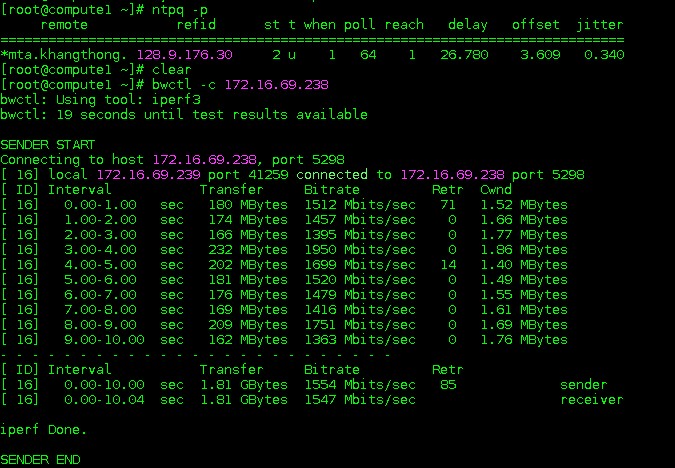 [root@compute1 ~]# ntpq -p
     remote           refid      st t when poll reach   delay   offset  jitter
==============================================================================
*mta.khangthong. 128.9.176.30     2 u    1   64    1   26.780    3.609   0.340
[root@compute1 ~]# clear
[root@compute1 ~]# bwctl -c 172.16.69.238
bwctl: Using tool: iperf3
bwctl: 19 seconds until test results available
SENDER START
Connecting to host 172.16.69.238, port 5298
[ 16] local 172.16.69.239 port 41259 connected to 172.16.69.238 port 5298
[ ID] Interval           Transfer     Bitrate         Retr  Cwnd
[ 16]   0.00-1.00   sec   180 MBytes  1512 Mbits/sec   71   1.52 MBytes
[ 16]   1.00-2.00   sec   174 MBytes  1457 Mbits/sec    0   1.66 MBytes
[ 16]   2.00-3.00   sec   166 MBytes  1395 Mbits/sec    0   1.77 MBytes
[ 16]   3.00-4.00   sec   232 MBytes  1950 Mbits/sec    0   1.86 MBytes
[ 16]   4.00-5.00   sec   202 MBytes  1699 Mbits/sec   14   1.40 MBytes
[ 16]   5.00-6.00   sec   181 MBytes  1520 Mbits/sec    0   1.49 MBytes
[ 16]   6.00-7.00   sec   176 MBytes  1479 Mbits/sec    0   1.55 MBytes
[ 16]   7.00-8.00   sec   169 MBytes  1416 Mbits/sec    0   1.61 MBytes
[ 16]   8.00-9.00   sec   209 MBytes  1751 Mbits/sec    0   1.69 MBytes
[ 16]   9.00-10.00  sec   162 MBytes  1363 Mbits/sec    0   1.76 MBytes
- - - - - - - - - - - - - - - - - - - - - - - - -
[ ID] Interval           Transfer     Bitrate         Retr
[ 16]   0.00-10.00  sec  1.81 GBytes  1554 Mbits/sec   85             sender
[ 16]   0.00-10.04  sec  1.81 GBytes  1547 Mbits/sec                  receiver
iperf Done.
SENDER END